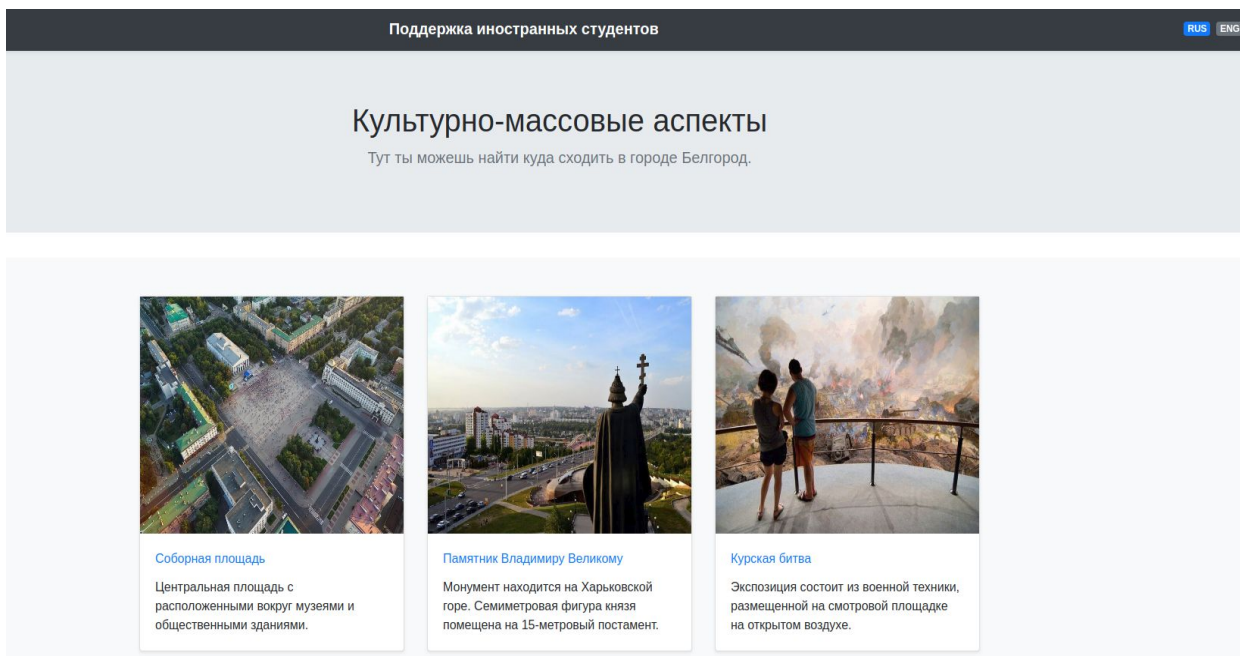 Поддержка иностранных студентов
RUS ENG
Культурно-массовые аспекты
Тут ты можешь найти куда сходить в городе Белгород.
Соборная площадь
Центральная площадь с
расположенными вокруг музеями и
общественными зданиями.
Памятник Владимиру Великому
Монумент находится на Харьковской
горе. Семиметровая фигура князя
помещена на 15-метровый постамент.
Курская битва
Экспозиция состоит из военной техники,
размещенной на смотровой площадке
на открытом воздухе.